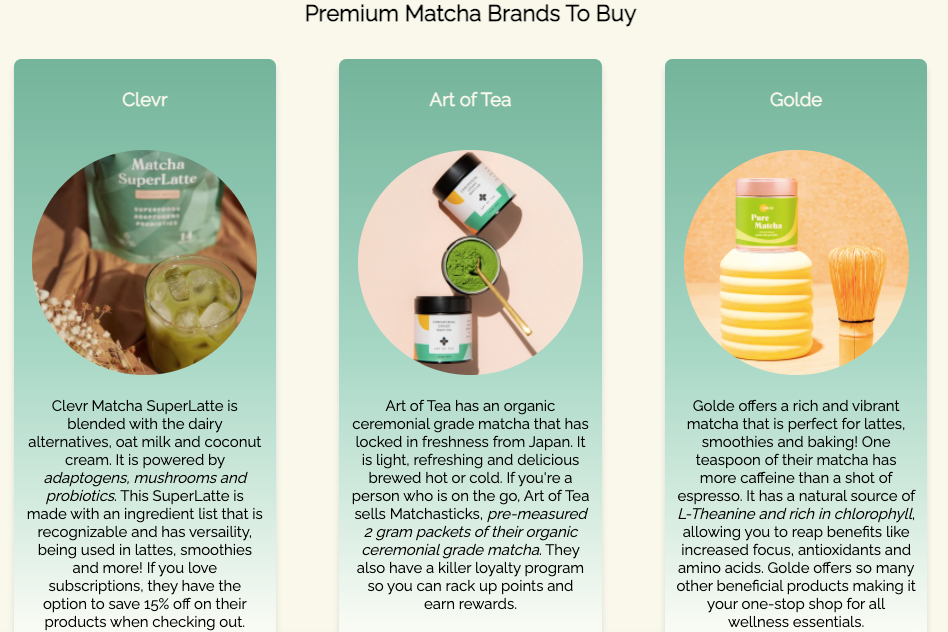 Premium Matcha Brands To Buy
Clevr
Matcha
SuperLatte
SUPERFOODS
ADAPTOGENS
PROBIOTICS
14
Clevr Matcha SuperLatte is
blended with the dairy
alternatives, oat milk and coconut
cream. It is powered by
adaptogens, mushrooms and
probiotics. This SuperLatte is
made with an ingredient list that is
recognizable and has versaility,
being used in lattes, smoothies
and more! If you love
subscriptions, they have the
option to save 15% off on their
products when checking out.
Art of Tea
Art of Tea has an organic
ceremonial grade matcha that has
locked in freshness from Japan. It
is light, refreshing and delicious
brewed hot or cold. If you're a
person who is on the go, Art of Tea
sells Matchasticks, pre-measured
2 gram packets of their organic
ceremonial grade matcha. They
also have a killer loyalty program
so you can rack up points and
earn rewards.
Golde
Pure
Matcha
Golde offers a rich and vibrant
matcha that is perfect for lattes,
smoothies and baking! One
teaspoon of their matcha has
more caffeine than a shot of
espresso. It has a natural source of
L-Theanine and rich in chlorophyll,
allowing you to reap benefits like
increased focus, antioxidants and
amino acids. Golde offers so many
other beneficial products making it
your one-stop shop for all
wellness essentials.